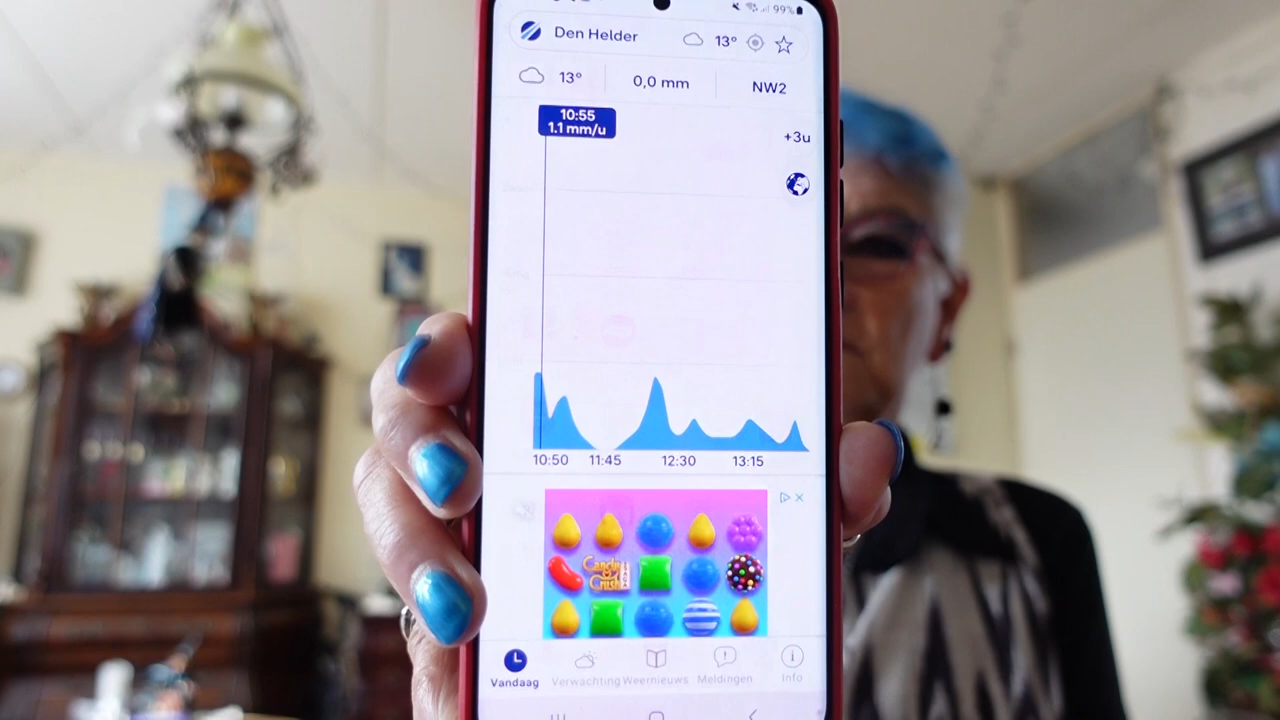 99%
Den Helder
13°
13°
0,0 mm
NW2
10:55
1.1 mm/u
+3u
10:50 11:45 12:30 13:15
Candy
Crush
Vandaag Verwachting Weernieuws Meldingen Info